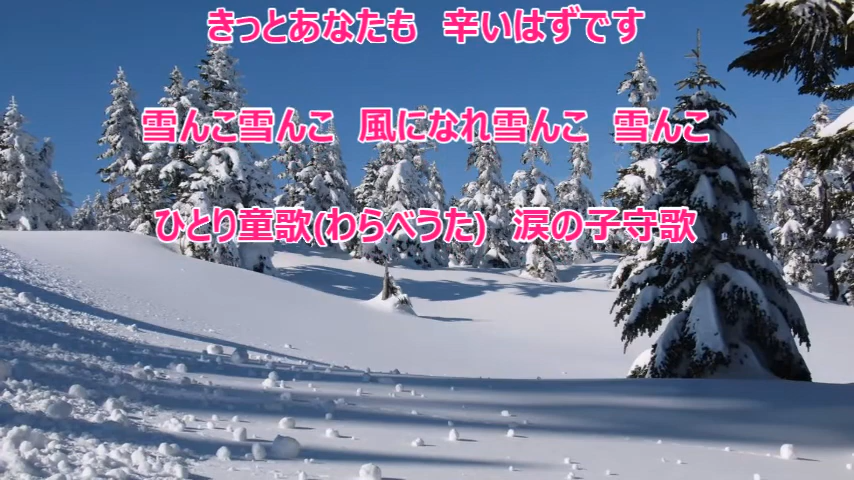 きっとあなたも　辛いはずです
雪んこ雪んこ　風になれ雪んこ　雪んこ
ひとり童歌(わらべうた)　涙の子守歌